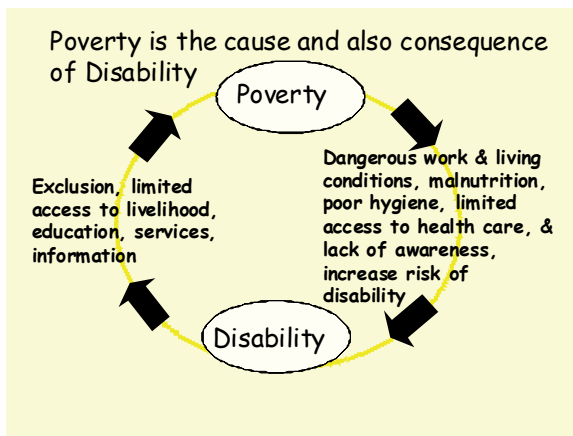 Poverty is the cause and also consequence
of Disability
Poverty
Dangerous work & living
conditions, malnutrition,
poor hygiene, limited
access to health care, &
lack of awareness,
increase risk of
disability
Disability
Exclusion, limited
access to livelihood,
education, services,
information